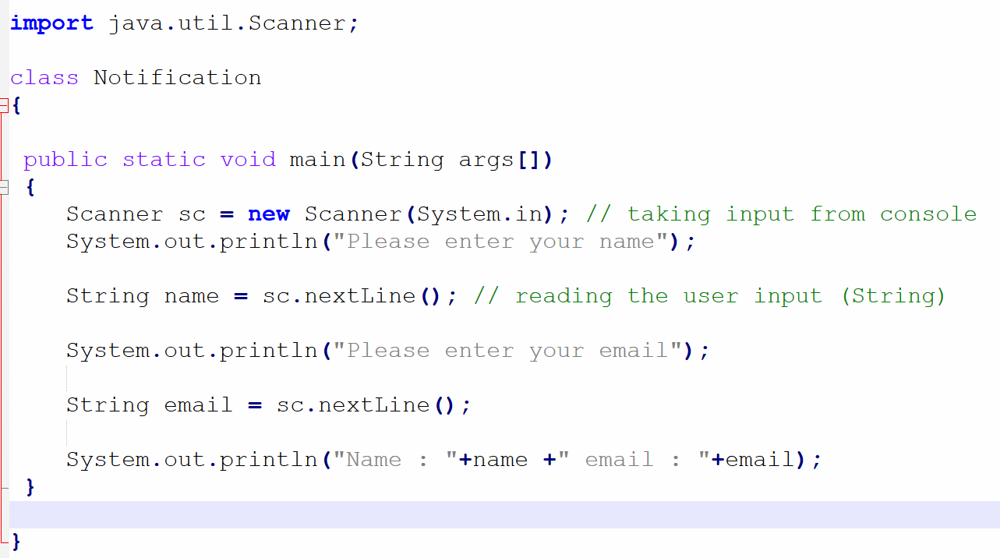 import java.util.Scanner;
class Notification
{
public static void main(String args[])
{
Scanner sc = new Scanner(System.in); // taking input from console
System.out.println("Please enter your name");
String name = sc.nextLine(); // reading the user input (String)
System.out.println("Please enter your email");
String email = sc.nextLine();
System.out.println("Name : "+name +" email : "+email);
}
}